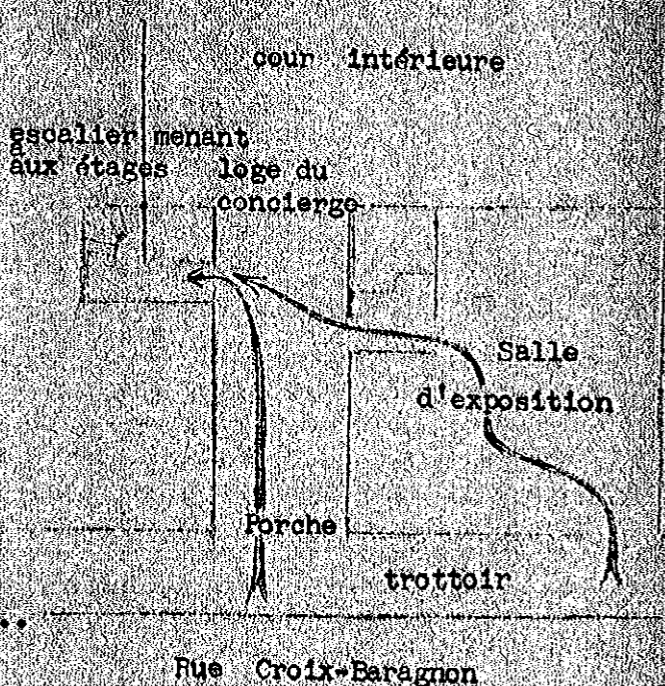 cour intérieure
escalier menant
à
aux étages
loge du
concierge
Salle
d'exposition
Porche
trottoir
..
Rue Croix-Baragnon